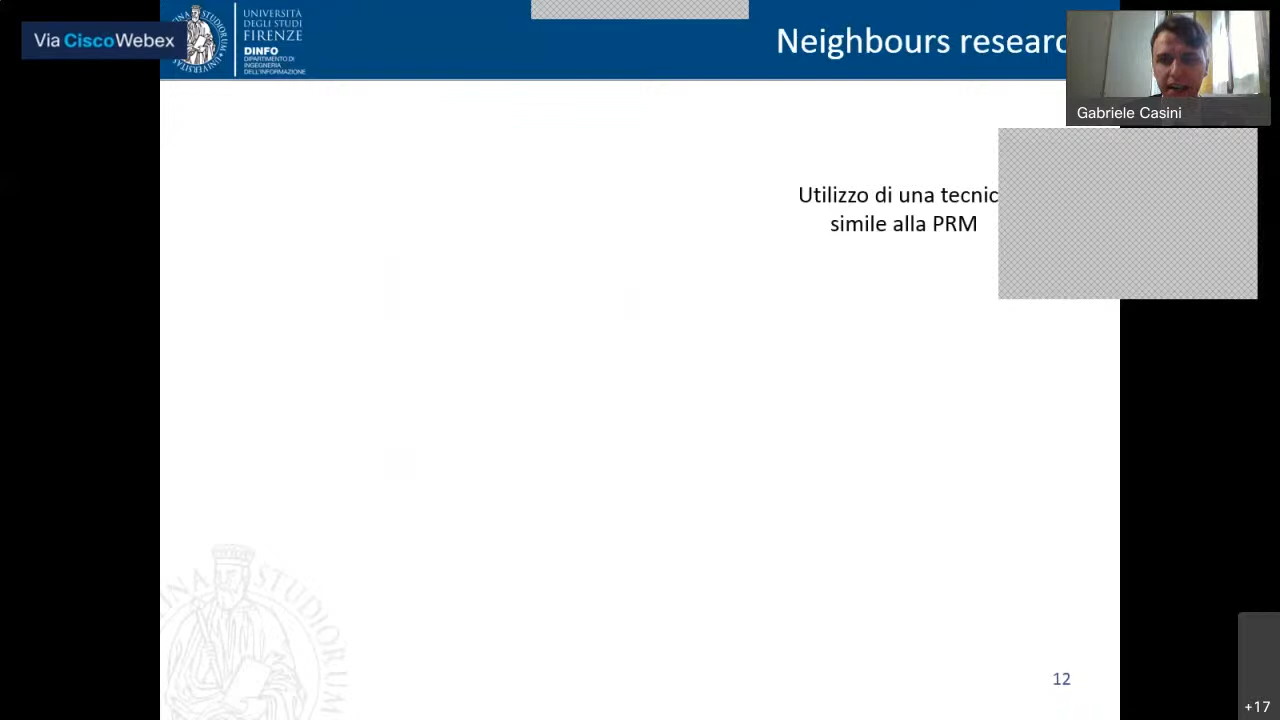 Via CiscoWebex
UNIVERSITÀ
DEGLI STUDI
FIRENZE
DINFO
DIPARTIMENTO DI
INGEGNERIA
DELL'INFORMAZIONE
Neighbours researc
Gabriele Casini
Utilizzo di una tecnic
simile alla PRM
12
+17